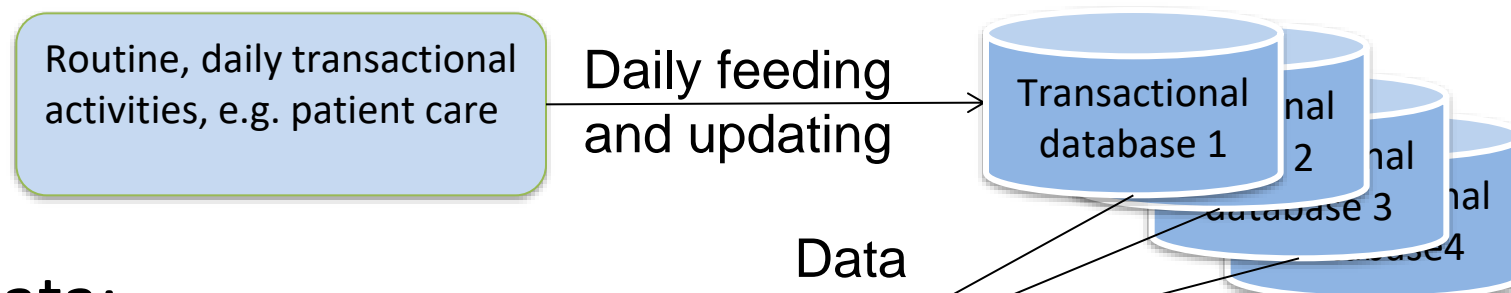 Routine, daily transactional
activities, e.g. patient care
Daily feeding
and updating
Transactional
database 1
nal
2
nal
database 3
nal
base4
Data